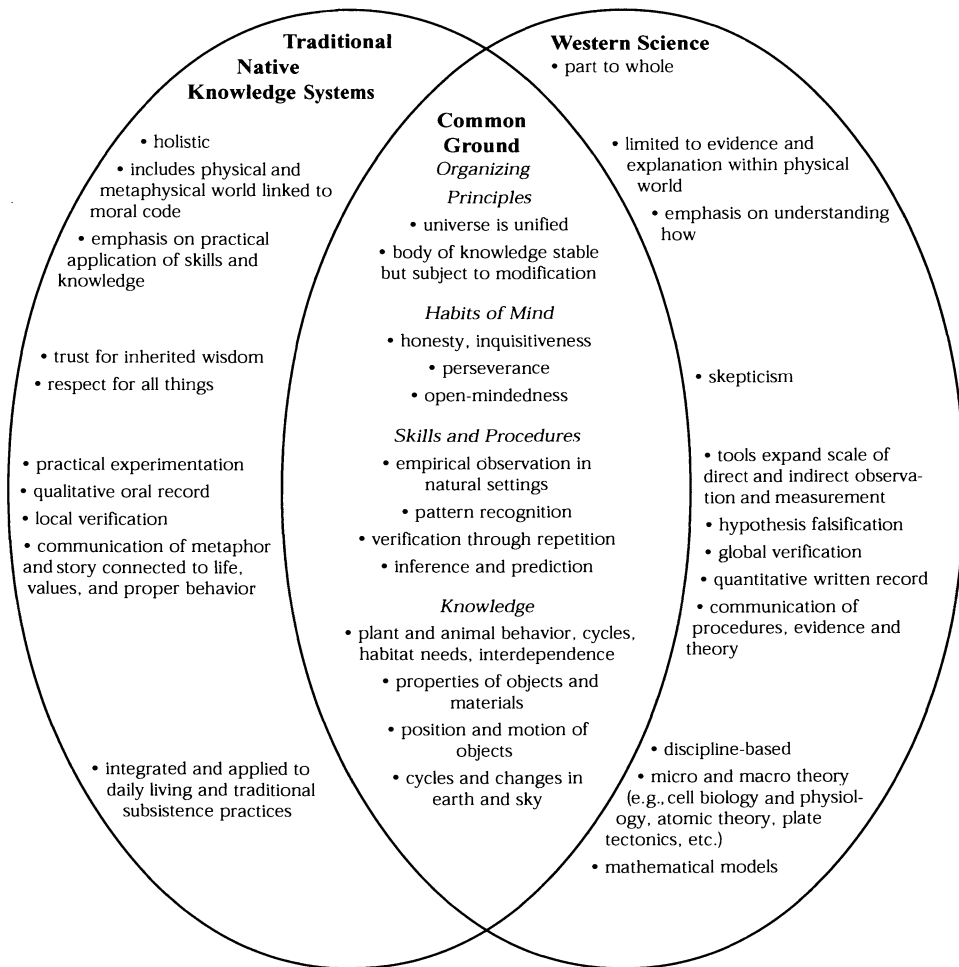 Traditional
Native
Knowledge Systems
• holistic
• includes physical and
metaphysical world linked to
moral code
• emphasis on practical
application of skills and
knowledge
• trust for inherited wisdom
• respect for all things
• practical experimentation
• qualitative oral record
• local verification
• communication of metaphor
and story connected to life,
values, and proper behavior
• integrated and applied to
daily living and traditional
subsistence practices
Common
Ground
Organizing
Principles
• universe is unified
• body of knowledge stable
but subject to modification
Habits of Mind
• honesty, inquisitiveness
• perseverance
• open-mindedness
Skills and Procedures
• empirical observation in
natural settings
• pattern recognition
• verification through repetition
• inference and prediction
Knowledge
• plant and animal behavior, cycles,
habitat needs, interdependence
• properties of objects and
materials
• position and motion of
objects
• cycles and changes in
earth and sky
Western Science
• part to whole
• limited to evidence and
explanation within physical
world
• emphasis on understanding
how
• skepticism
• tools expand scale of
direct and indirect observa-
tion and measurement
• hypothesis falsification
• global verification
• quantitative written record
• communication of
procedures, evidence and
theory
• discipline-based
• micro and macro theory
(e.g., cell biology and physiol-
ogy, atomic theory, plate
tectonics, etc.)
• mathematical models